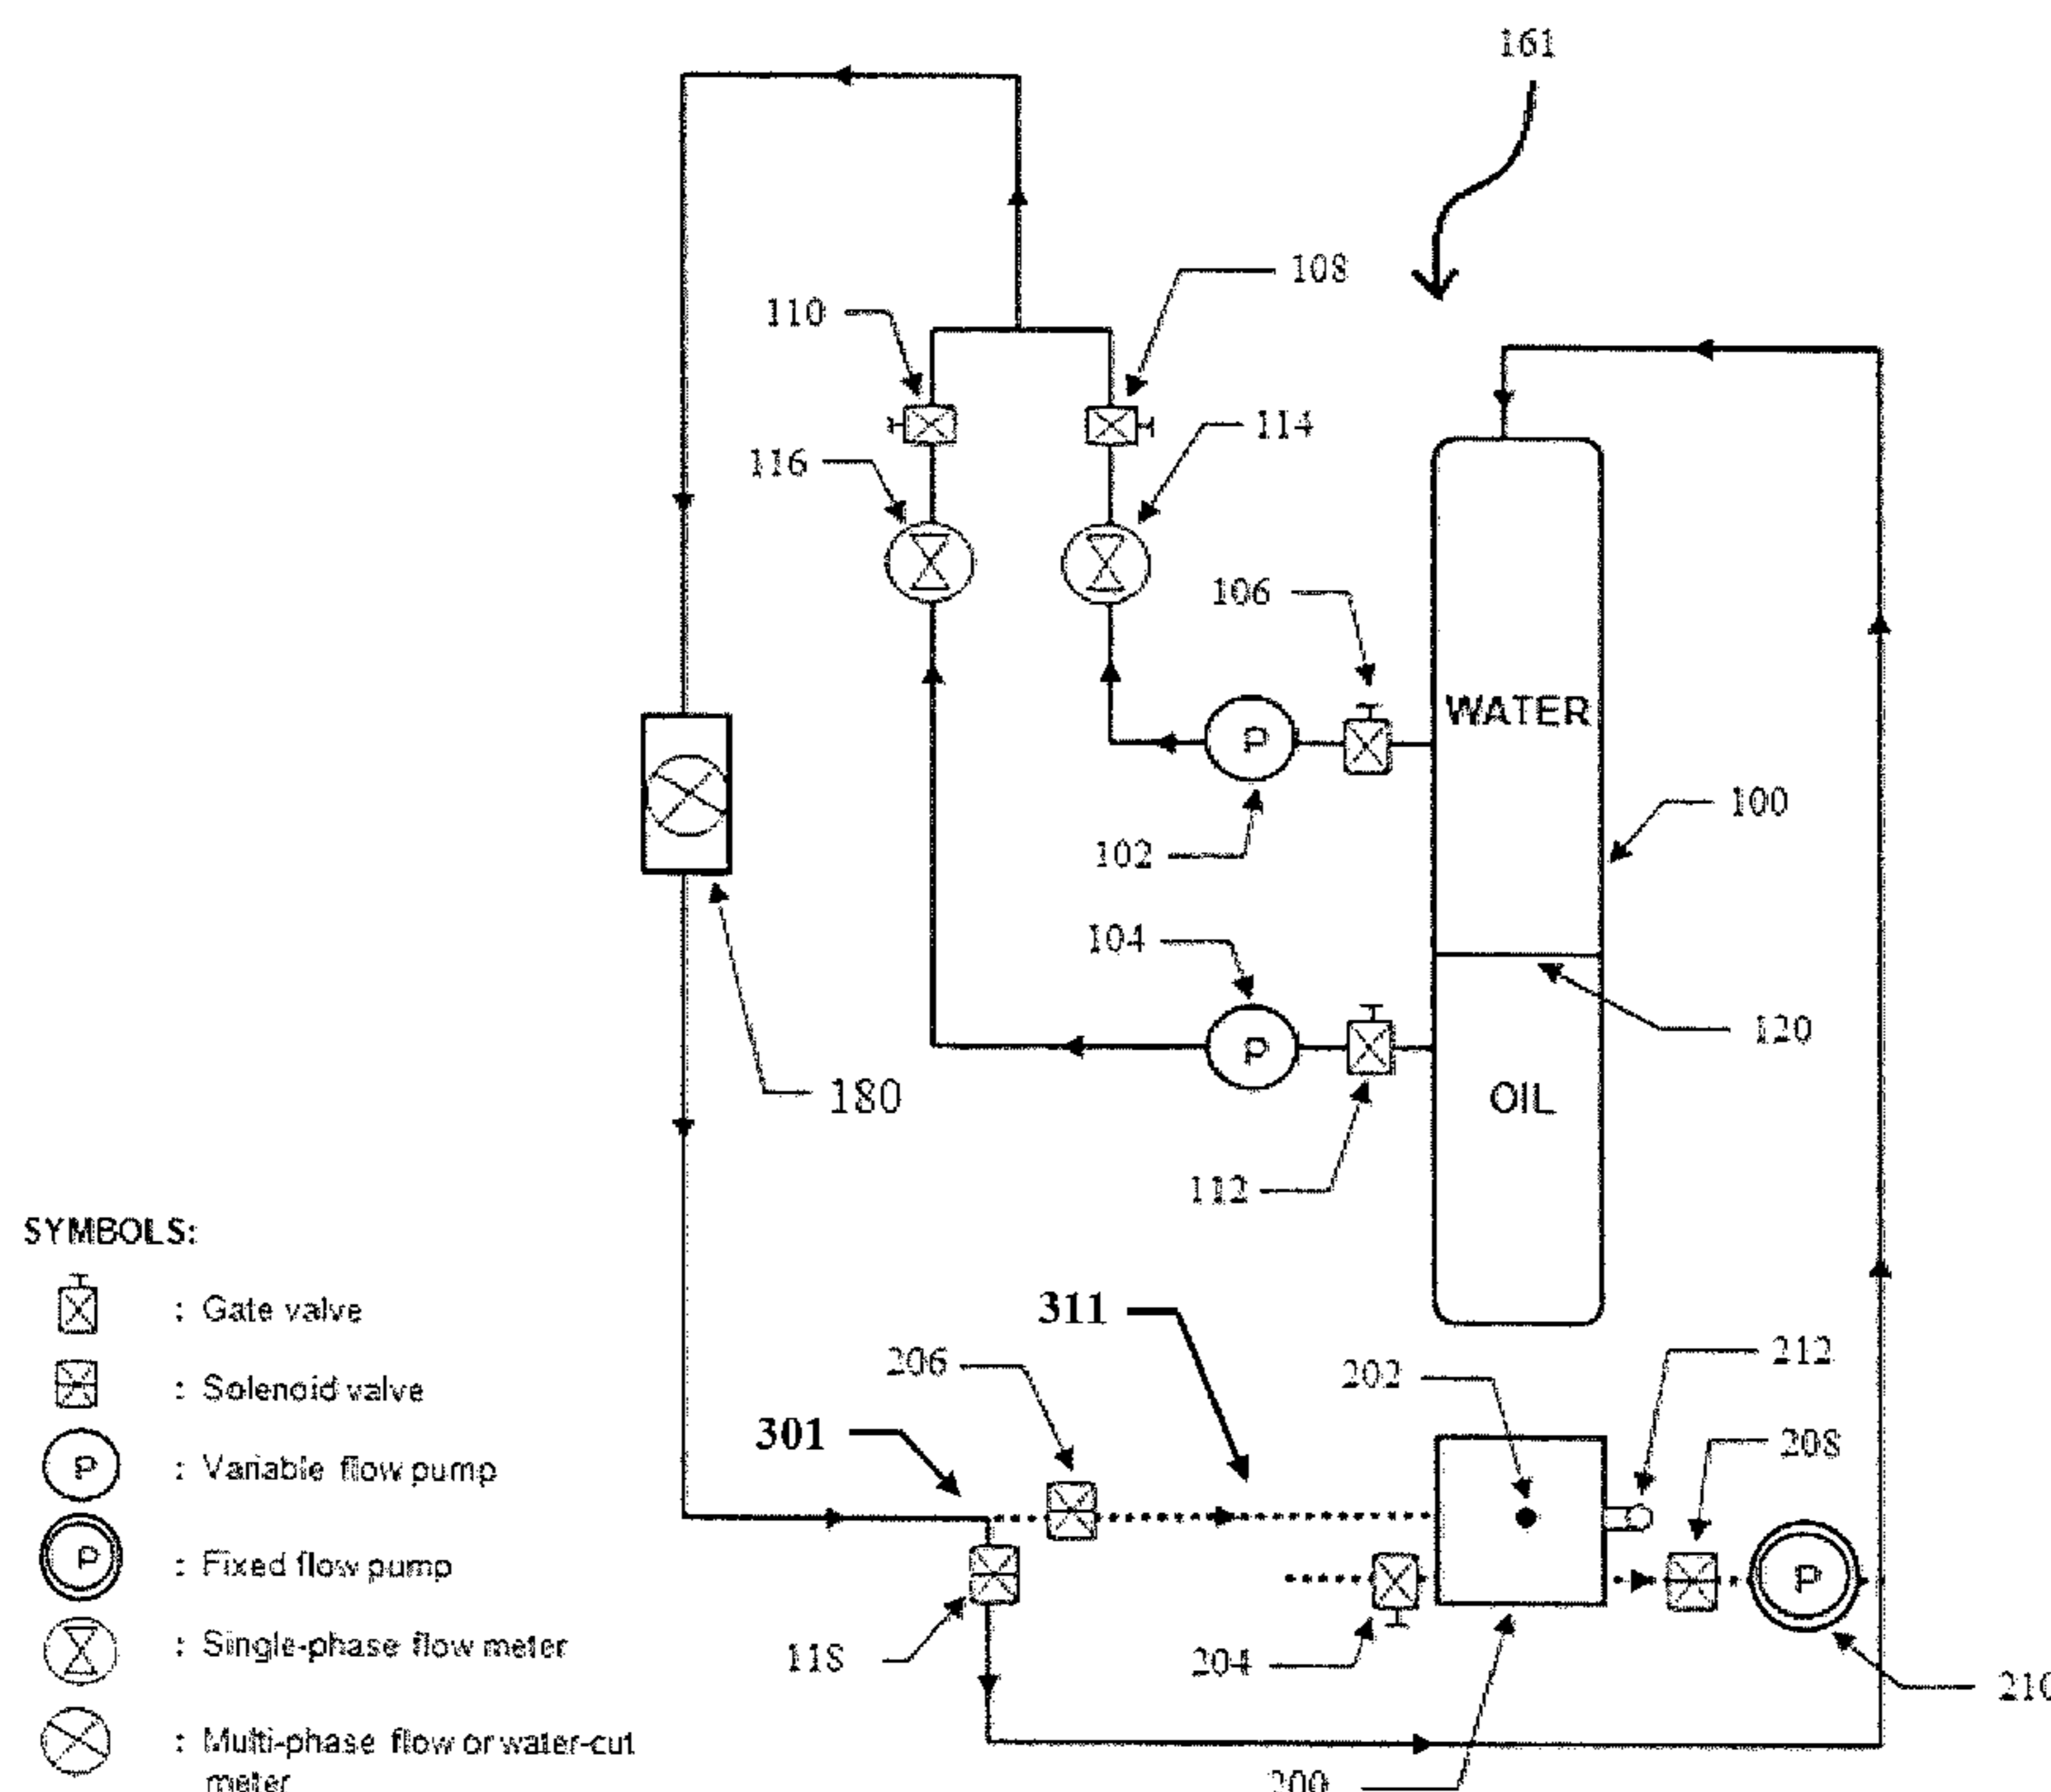 161
108
110
114
116
106
WATER
100
102
104
120
OIL
180
112
SYMBOLS:
: Gate valve
: Solenoid valve
P : Variable flow pump
P : Fixed flow pump
: Single-phase flow meter
: Multi-phase flow or water-cut
meter
P
P
311
206
202
212
301
208
P
118
204
210
200